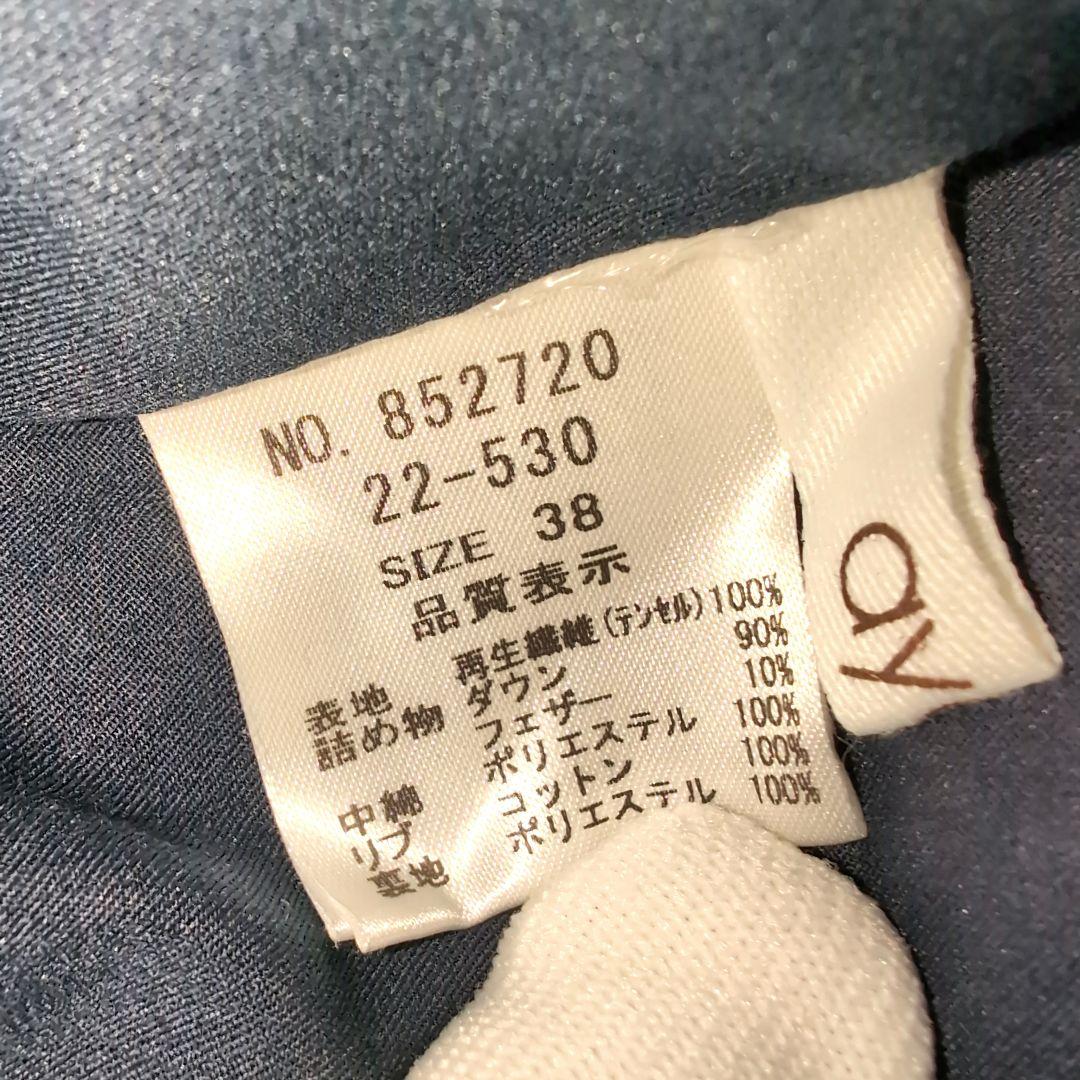 NO. 852720
22-530
SIZE 38
品質表示
表地 再生繊維(テンセル)100%
詰め物 ダウン 90%
フェザー 10%
中綿 ポリエステル 100%
リブ コットン 100%
裏地 ポリエステル 100%